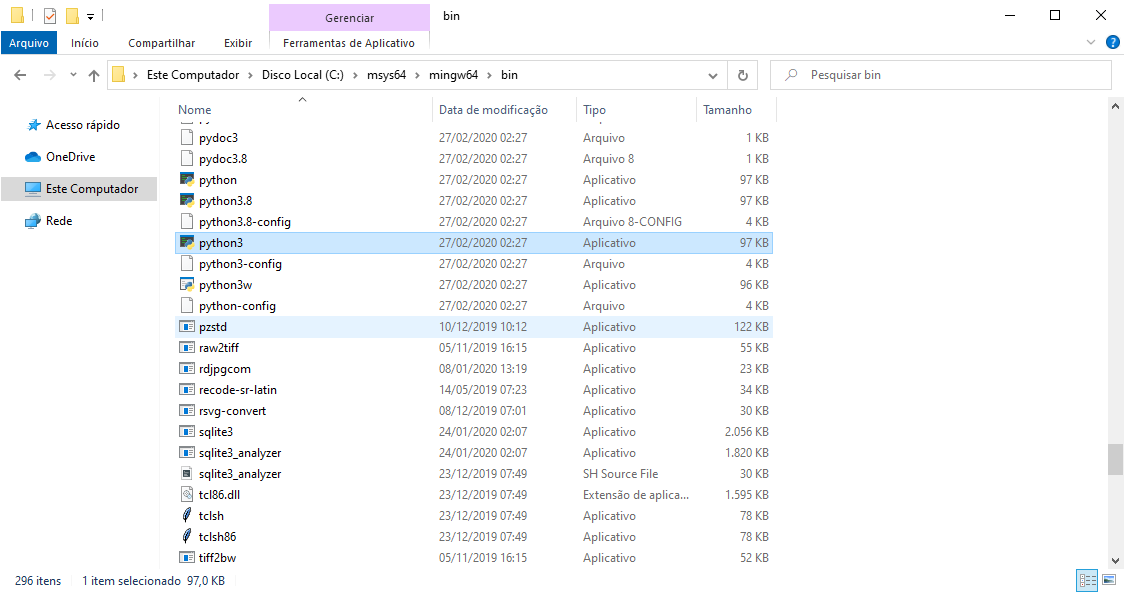 Gerenciar
bin
Arquivo Início Compartilhar Exibir Ferramentas de Aplicativo
Este Computador Disco Local (C:) msys64 mingw64 bin
Pesquisar bin
Acesso rápido
OneDrive
Este Computador
Rede
Nome Data de modificação Tipo Tamanho
pydoc3 27/02/2020 02:27 Arquivo 1 KB
pydoc3.8 27/02/2020 02:27 Arquivo 8 1 KB
python 27/02/2020 02:27 Aplicativo 97 KB
python3.8 27/02/2020 02:27 Aplicativo 97 KB
python3.8-config 27/02/2020 02:27 Arquivo 8-CONFIG 4 KB
python3 27/02/2020 02:27 Aplicativo 97 KB
python3-config 27/02/2020 02:27 Arquivo 4 KB
python3w 27/02/2020 02:27 Aplicativo 96 KB
python-config 27/02/2020 02:27 Arquivo 4 KB
pzstd 10/12/2019 10:12 Aplicativo 122 KB
raw2tiff 05/11/2019 16:15 Aplicativo 55 KB
rdjpgcom 08/01/2020 13:19 Aplicativo 23 KB
recode-sr-latin 14/05/2019 07:23 Aplicativo 34 KB
rsvg-convert 08/12/2019 07:01 Aplicativo 30 KB
sqlite3 24/01/2020 02:07 Aplicativo 2.056 KB
sqlite3_analyzer 24/01/2020 02:07 Aplicativo 1.820 KB
sqlite3_analyzer 23/12/2019 07:49 SH Source File 30 KB
tcl86.dll 23/12/2019 07:49 Extensão de aplica... 1.595 KB
tclsh 23/12/2019 07:49 Aplicativo 78 KB
tclsh86 23/12/2019 07:49 Aplicativo 78 KB
tiff2bw 05/11/2019 16:15 Aplicativo 52 KB
296 itens 1 item selecionado 97,0 KB